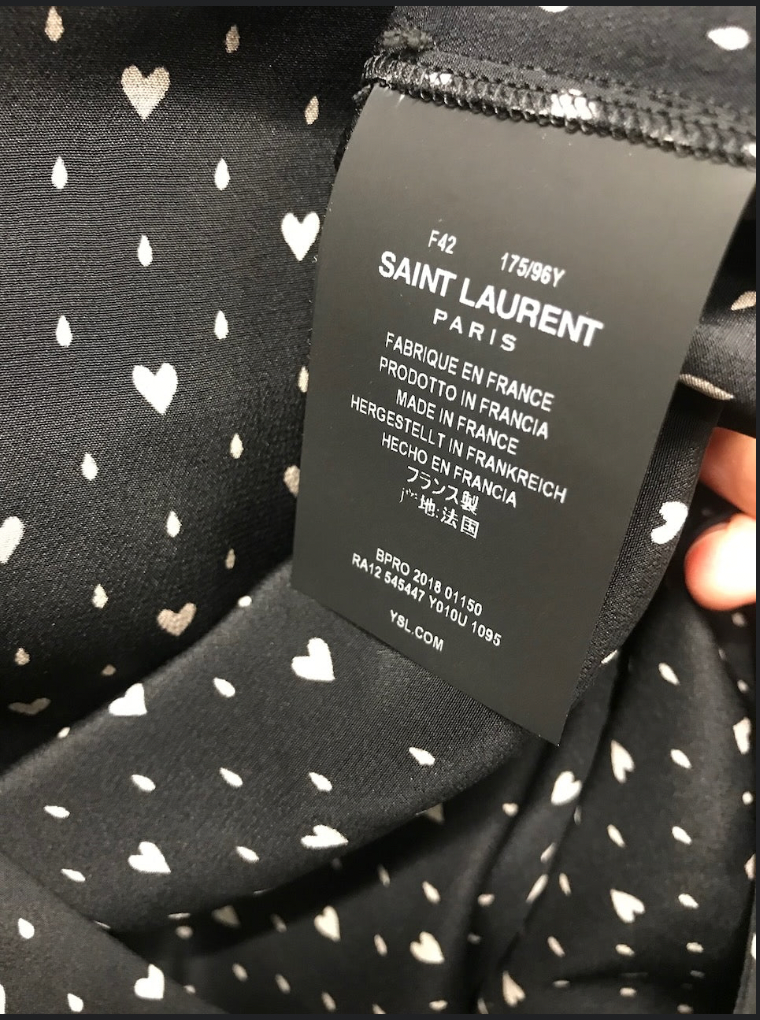 F42 175/96Y
SAINT LAURENT
PARIS
FABRIQUE EN FRANCE
PRODOTTO IN FRANCIA
MADE IN FRANCE
HERGESTELLT IN FRANKREICH
HECHO EN FRANCIA
フランス製
产地:法国
BPRO 2018 01150
RA12 545447 Y010U 1095
YSL.COM